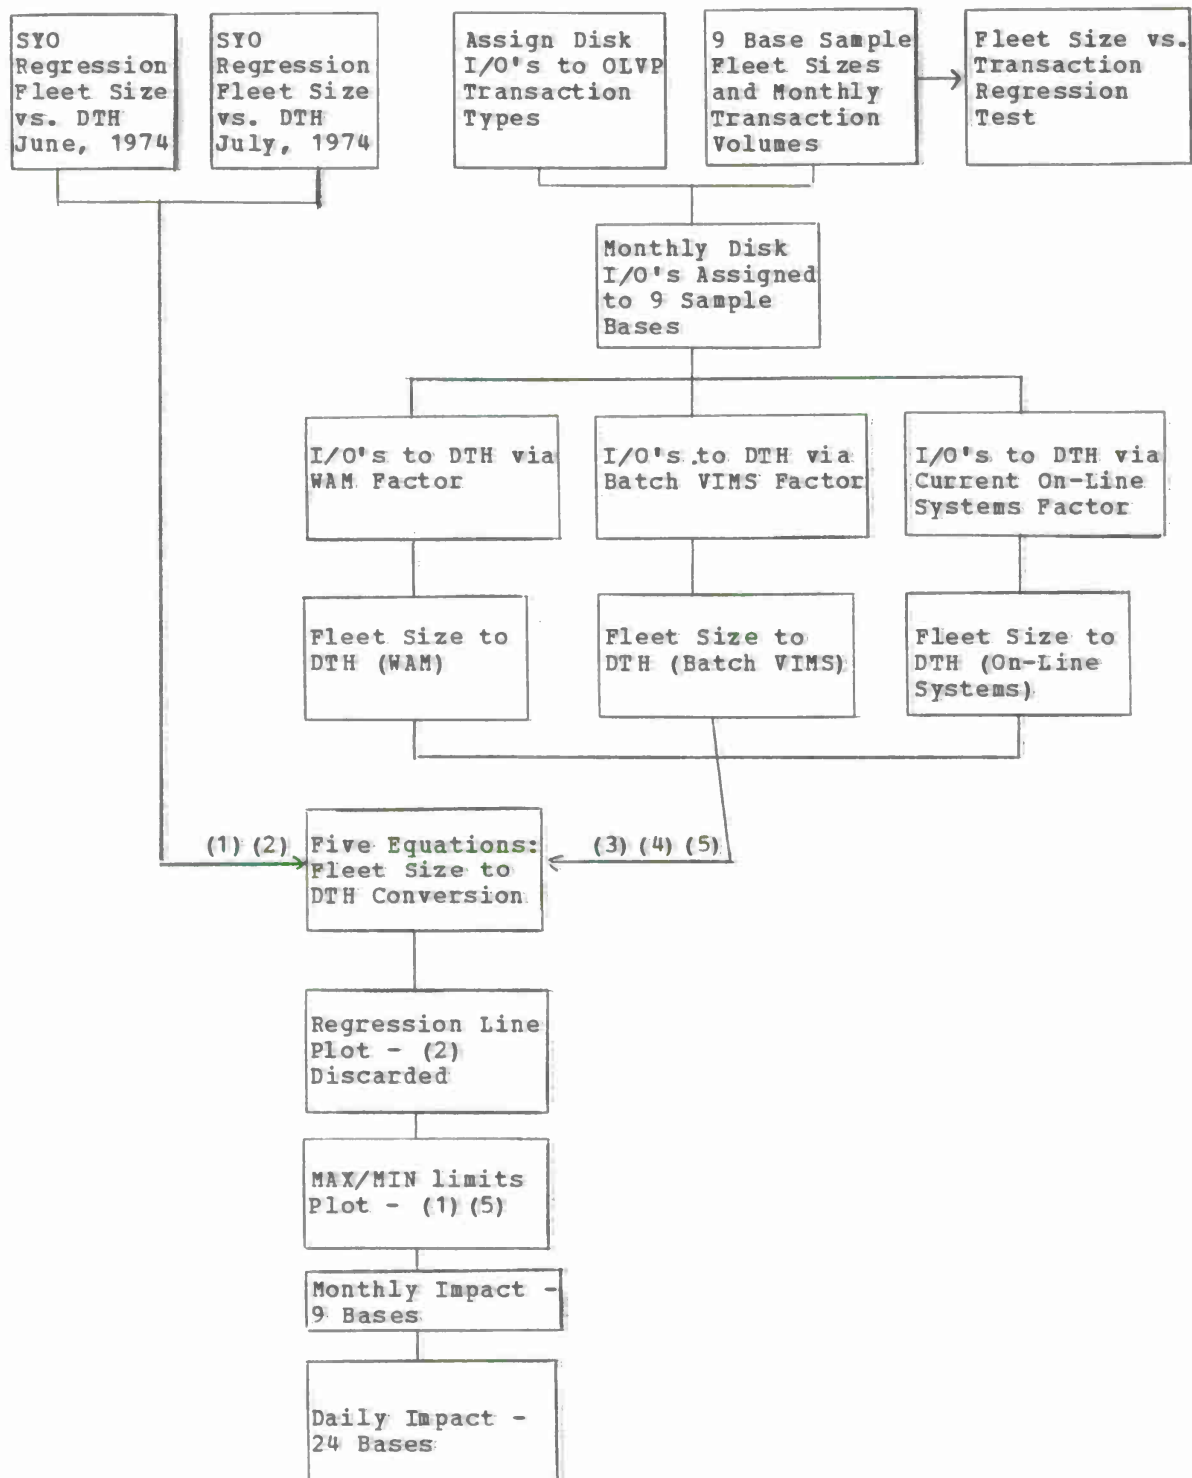 SYO
Regression
Fleet Size
vs. DTH
June, 1974
SYO
Regression
Fleet Size
vs. DTH
July, 1974
Assign Disk
I/O's to OLVP
Transaction
Types
9 Base Sample
Fleet Sizes
and Monthly
Transaction
Volumes
Fleet Size vs.
Transaction
Regression
Test
Monthly Disk
I/O's Assigned
to 9 Sample
Bases
I/O's to DTH via
WAM Factor
I/O's to DTH via
Batch VIMS Factor
I/O's to DTH via
Current On-Line
Systems Factor
Fleet Size to
DTH (WAM)
Fleet Size to
DTH (Batch VIMS)
Fleet Size to
DTH (On-Line
Systems)
(1) (2)
Five Equations:
Fleet Size to
DTH Conversion
(3) (4) (5)
Regression Line
Plot - (2)
Discarded
MAX/MIN limits
Plot - (1) (5)
Monthly Impact -
9 Bases
Daily Impact -
24 Bases